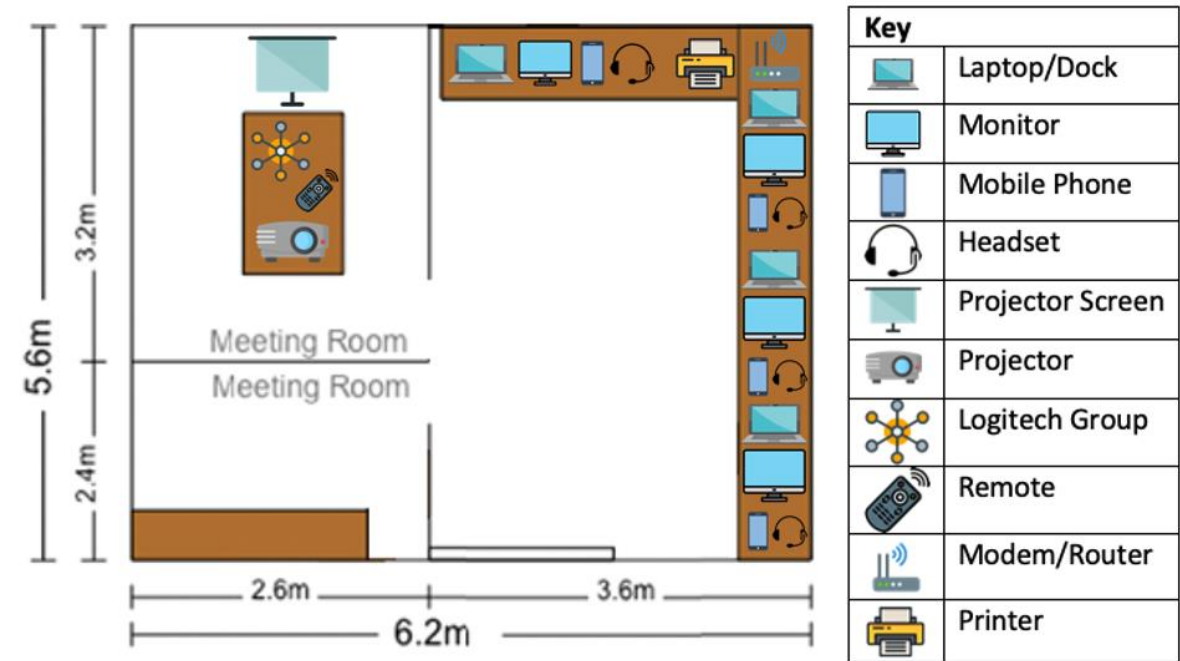 5.6m
3.2m
2.4m
Meeting Room
Meeting Room
2.6m
3.6m
6.2m
Key
Laptop/Dock
Monitor
Mobile Phone
Headset
Projector Screen
Projector
Logitech Group
Remote
Modem/Router
Printer